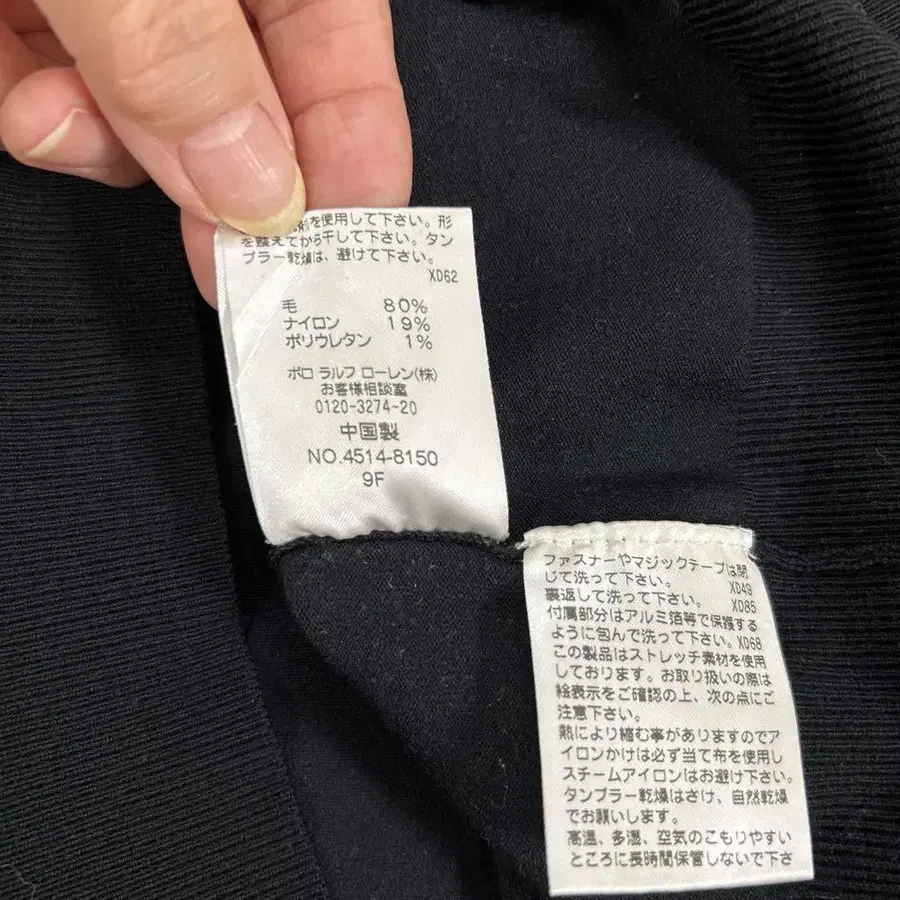 剤を使用して下さい。形
を整えてから干して下さい。タン
ブラー乾燥は、避けて下さい。
XD62
毛 80%
ナイロン 19%
ポリウレタン 1%
ポロ ラルフ ローレン(株)
お客様相談室
0120-3274-20
中国製
NO.4514-8150
9F
ファスナーやマジックテープは閉
じて洗って下さい。 XD49
裏返して洗って下さい。 XD85
付属部分はアルミ箔等で保護する
ように包んで洗って下さい。XD68
この製品はストレッチ素材を使用
しております。お取り扱いの際は
絵表示をご確認の上、次の点にご
注意下さい。
熱により縮む事がありますのでア
イロンかけは必ず当て布を使用し
スチームアイロンはお避け下さい。
タンブラー乾燥はさけ、自然乾燥
でお願いします。
高温、多湿、空気のこもりやすい
ところに長時間保管しないで下さ